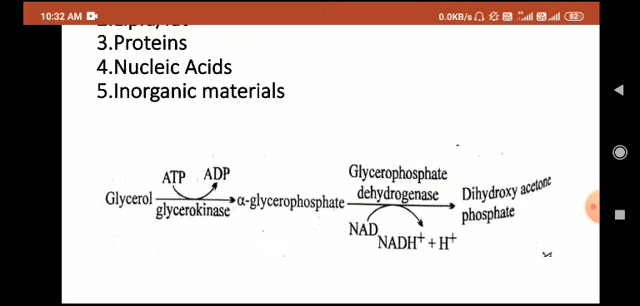 10:32 AM
0.0KB/s
82
3.Proteins
4.Nucleic Acids
5.Inorganic materials
ATP ADP
Glycerol
glycerokinase
α-glycerophosphate
Glycerophosphate
dehydrogenase
NAD
NADH⁺ + H⁺
Dihydroxy acetone
phosphate